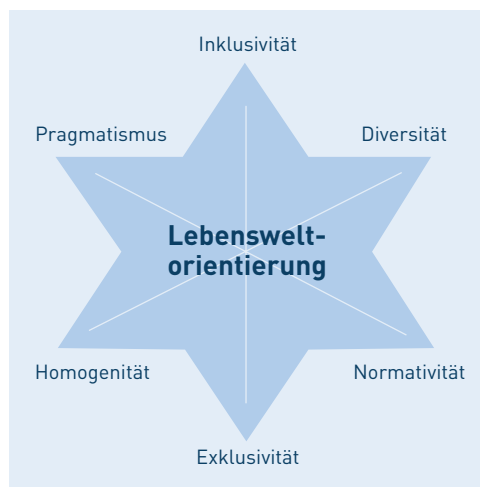 Inklusivität
Pragmatismus
Diversität
Lebenswelt-
orientierung
Homogenität
Normativität
Exklusivität